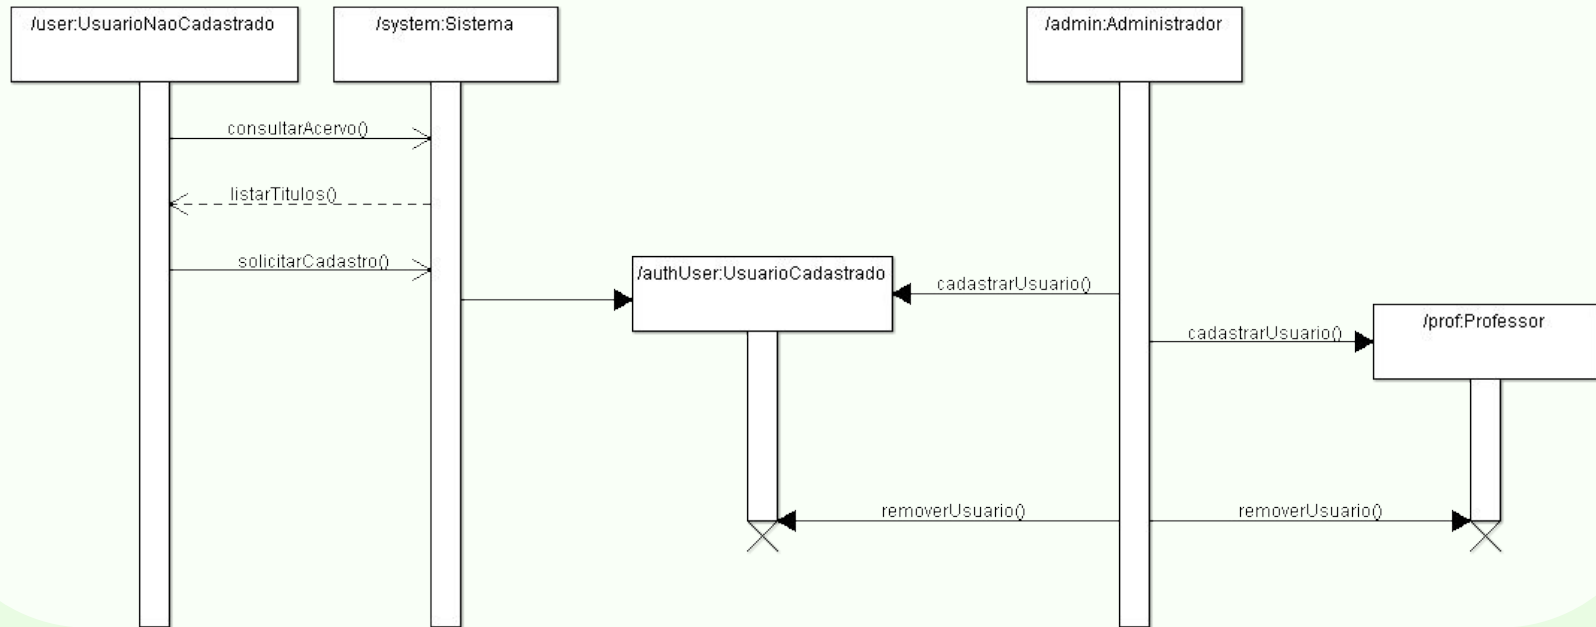 /user:UsuarioNaoCadastrado
/system:Sistema
/admin:Administrador
consultarAcervo()
listarTitulos()
solicitarCadastro()
/authUser:UsuarioCadastrado
cadastrarUsuario()
/prof:Professor
cadastrarUsuario()
removerUsuario()
removerUsuario()